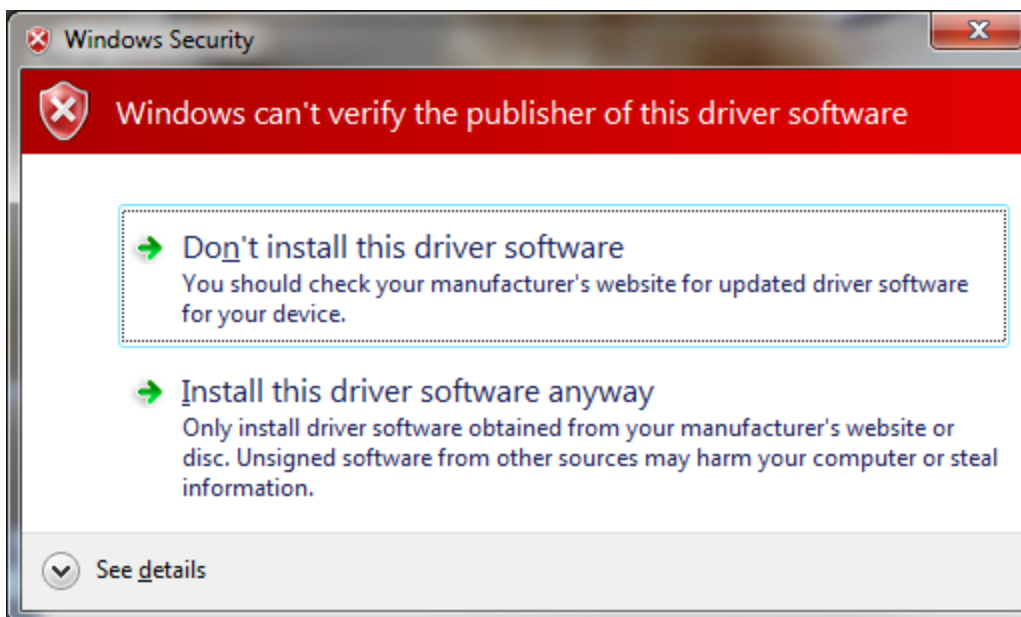 Windows Security
Windows can't verify the publisher of this driver software
Don't install this driver software
You should check your manufacturer's website for updated driver software
for your device.
Install this driver software anyway
Only install driver software obtained from your manufacturer's website or
disc. Unsigned software from other sources may harm your computer or steal
information.
See details